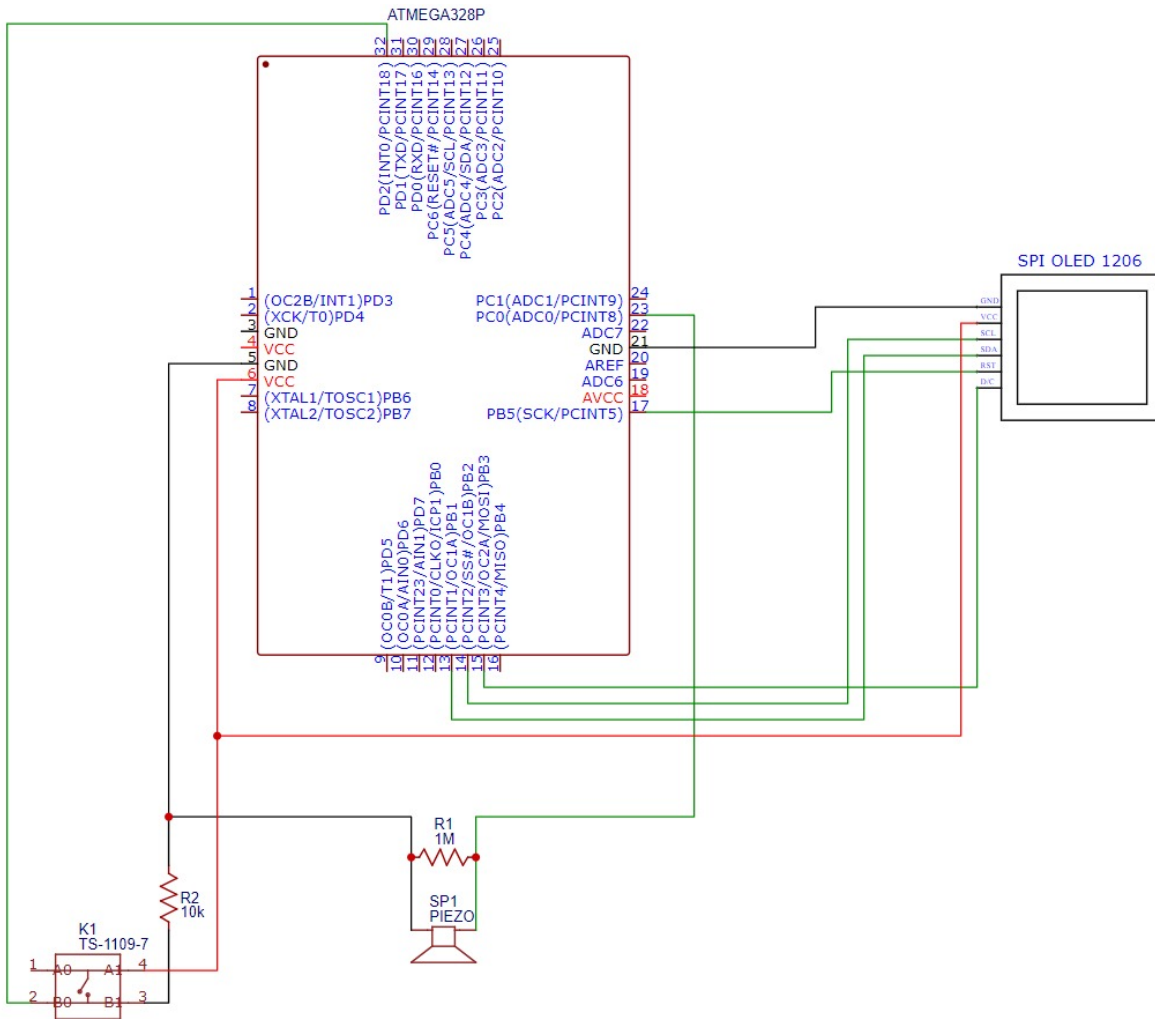 ATMEGA328P
32
31
30
29
28
27
26
25
PD2(INT0/PCINT18)
PD1(TXD/PCINT17)
PD0(RXD/PCINT16)
PC6(RESET#/PCINT14)
PC5(ADC5/SCL/PCINT13)
PC4(ADC4/SDA/PCINT12)
PC3(ADC3/PCINT11)
PC2(ADC2/PCINT10)
1 (OC2B/INT1)PD3
2 (XCK/T0)PD4
3 GND
4 VCC
5 GND
6 VCC
7 (XTAL1/TOSC1)PB6
8 (XTAL2/TOSC2)PB7
PC1(ADC1/PCINT9) 24
PC0(ADC0/PCINT8) 23
ADC7 22
GND 21
AREF 20
ADC6 19
AVCC 18
PB5(SCK/PCINT5) 17
SPI OLED 1206
GND
VCC
SCL
SDA
RST
D/C
(OC0B/T1)PD5
(OC0A/AIN0)PD6
(PCINT23/AIN1)PD7
(PCINT0/CLKO/ICP1)PB0
(PCINT1/OC1A)PB1
(PCINT2/SS#/OC1B)PB2
(PCINT3/OC2A/MOSI)PB3
(PCINT4/MISO)PB4
9
10
11
12
13
14
15
16
R1
1M
SP1
PIEZO
R2
10k
K1
TS-1109-7
1 A0 A1 4
2 B0 B1 3